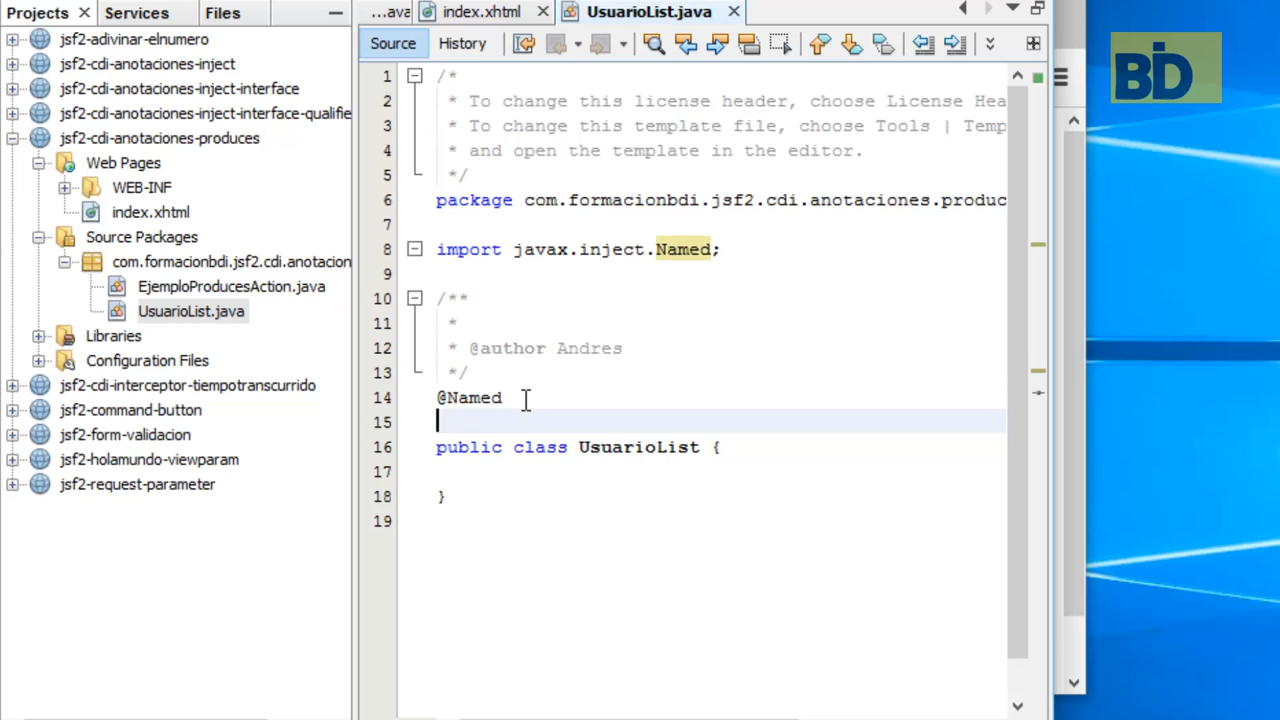 Projects
Services
Files
jsf2-adivinar-elnumero
jsf2-cdi-anotaciones-inject
jsf2-cdi-anotaciones-inject-interface
jsf2-cdi-anotaciones-inject-interface-qualifie
jsf2-cdi-anotaciones-produces
Web Pages
WEB-INF
index.xhtml
Source Packages
com.formacionbdi.jsf2.cdi.anotacion
EjemploProducesAction.java
UsuarioList.java
Libraries
Configuration Files
jsf2-cdi-interceptor-tiempotranscurrido
jsf2-command-button
jsf2-form-validacion
jsf2-holamundo-viewparam
jsf2-request-parameter
...ava
index.xhtml
UsuarioList.java
Source
History
1 /*
2 * To change this license header, choose License Hea
3 * To change this template file, choose Tools | Temp
4 * and open the template in the editor.
5 */
6 package com.formacionbdi.jsf2.cdi.anotaciones.produc
7
8 import javax.inject.Named;
9
10 /**
11 *
12 * @author Andres
13 */
14 @Named
15
16 public class UsuarioList {
17
18 }
19
BDI